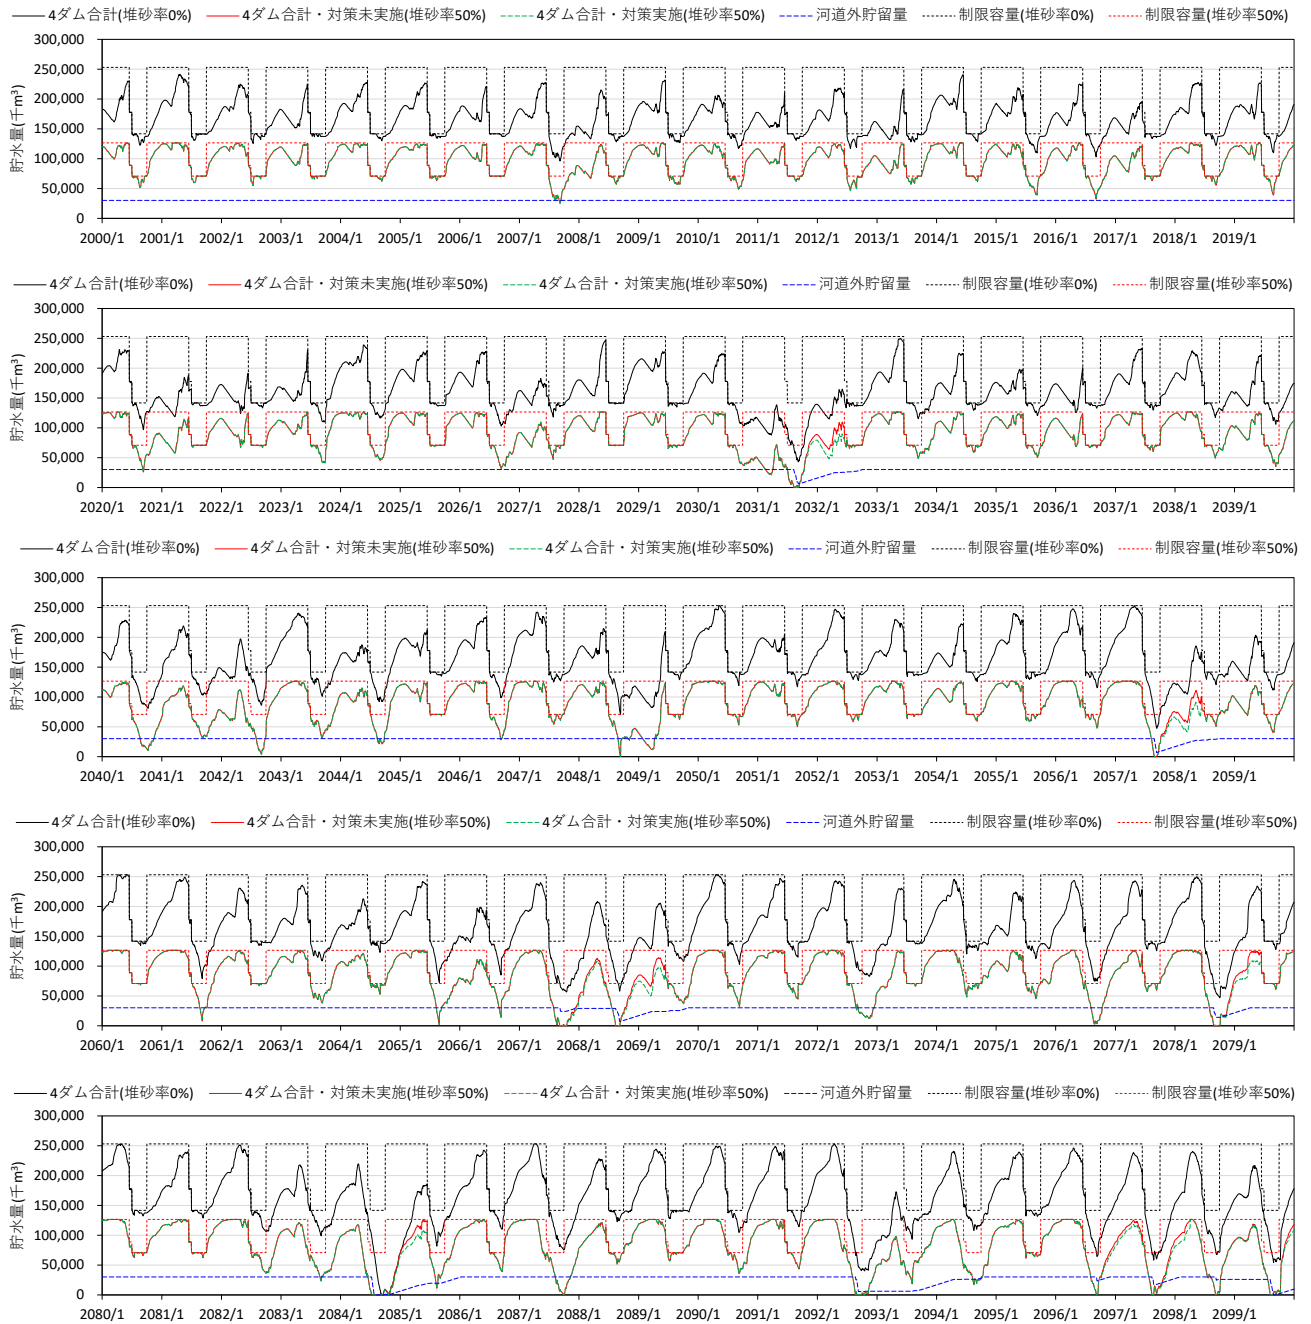 4ダム合計(堆砂率0%) 4ダム合計・対策未実施(堆砂率50%) 4ダム合計・対策実施(堆砂率50%) 河道外貯留量 制限容量(堆砂率0%) 制限容量(堆砂率50%)
貯水量(千m³)
300,000
250,000
200,000
150,000
100,000
50,000
0
2000/1 2001/1 2002/1 2003/1 2004/1 2005/1 2006/1 2007/1 2008/1 2009/1 2010/1 2011/1 2012/1 2013/1 2014/1 2015/1 2016/1 2017/1 2018/1 2019/1
4ダム合計(堆砂率0%) 4ダム合計・対策未実施(堆砂率50%) 4ダム合計・対策実施(堆砂率50%) 河道外貯留量 制限容量(堆砂率0%) 制限容量(堆砂率50%)
貯水量(千m³)
300,000
250,000
200,000
150,000
100,000
50,000
0
2020/1 2021/1 2022/1 2023/1 2024/1 2025/1 2026/1 2027/1 2028/1 2029/1 2030/1 2031/1 2032/1 2033/1 2034/1 2035/1 2036/1 2037/1 2038/1 2039/1
4ダム合計(堆砂率0%) 4ダム合計・対策未実施(堆砂率50%) 4ダム合計・対策実施(堆砂率50%) 河道外貯留量 制限容量(堆砂率0%) 制限容量(堆砂率50%)
貯水量(千m³)
300,000
250,000
200,000
150,000
100,000
50,000
0
2040/1 2041/1 2042/1 2043/1 2044/1 2045/1 2046/1 2047/1 2048/1 2049/1 2050/1 2051/1 2052/1 2053/1 2054/1 2055/1 2056/1 2057/1 2058/1 2059/1
4ダム合計(堆砂率0%) 4ダム合計・対策未実施(堆砂率50%) 4ダム合計・対策実施(堆砂率50%) 河道外貯留量 制限容量(堆砂率0%) 制限容量(堆砂率50%)
貯水量(千m³)
300,000
250,000
200,000
150,000
100,000
50,000
0
2060/1 2061/1 2062/1 2063/1 2064/1 2065/1 2066/1 2067/1 2068/1 2069/1 2070/1 2071/1 2072/1 2073/1 2074/1 2075/1 2076/1 2077/1 2078/1 2079/1
4ダム合計(堆砂率0%) 4ダム合計・対策未実施(堆砂率50%) 4ダム合計・対策実施(堆砂率50%) 河道外貯留量 制限容量(堆砂率0%) 制限容量(堆砂率50%)
貯水量(千m³)
300,000
250,000
200,000
150,000
100,000
50,000
0
2080/1 2081/1 2082/1 2083/1 2084/1 2085/1 2086/1 2087/1 2088/1 2089/1 2090/1 2091/1 2092/1 2093/1 2094/1 2095/1 2096/1 2097/1 2098/1 2099/1